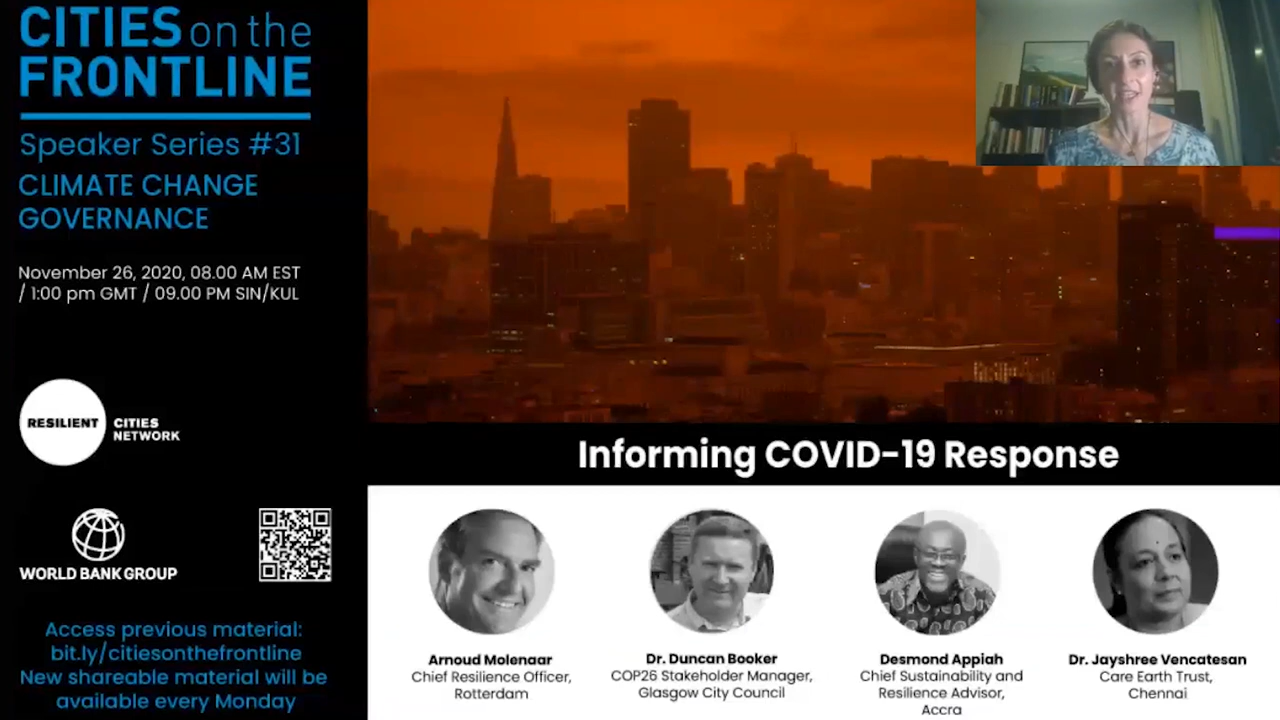 CITIES on the
FRONTLINE
Speaker Series #31
CLIMATE CHANGE
GOVERNANCE
November 26, 2020, 08.00 AM EST
/ 1:00 pm GMT / 09.00 PM SIN/KUL
RESILIENT CITIES
NETWORK
WORLD BANK GROUP
Access previous material:
bit.ly/citiesonthefrontline
New shareable material will be
available every Monday
Informing COVID-19 Response
Arnoud Molenaar
Chief Resilience Officer,
Rotterdam
Dr. Duncan Booker
COP26 Stakeholder Manager,
Glasgow City Council
Desmond Appiah
Chief Sustainability and
Resilience Advisor,
Accra
Dr. Jayshree Vencatesan
Care Earth Trust,
Chennai